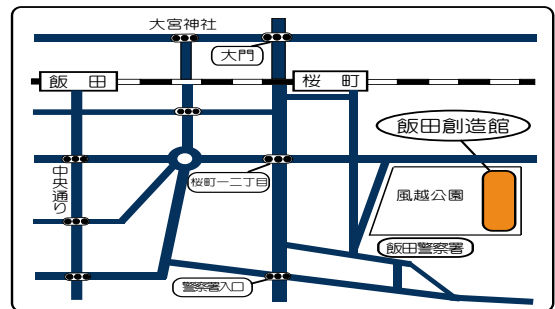 大宮神社
大門
飯田
桜町
飯田創造館
中央通り
桜町一二丁目
風越公園
飯田警察署
警察署入口